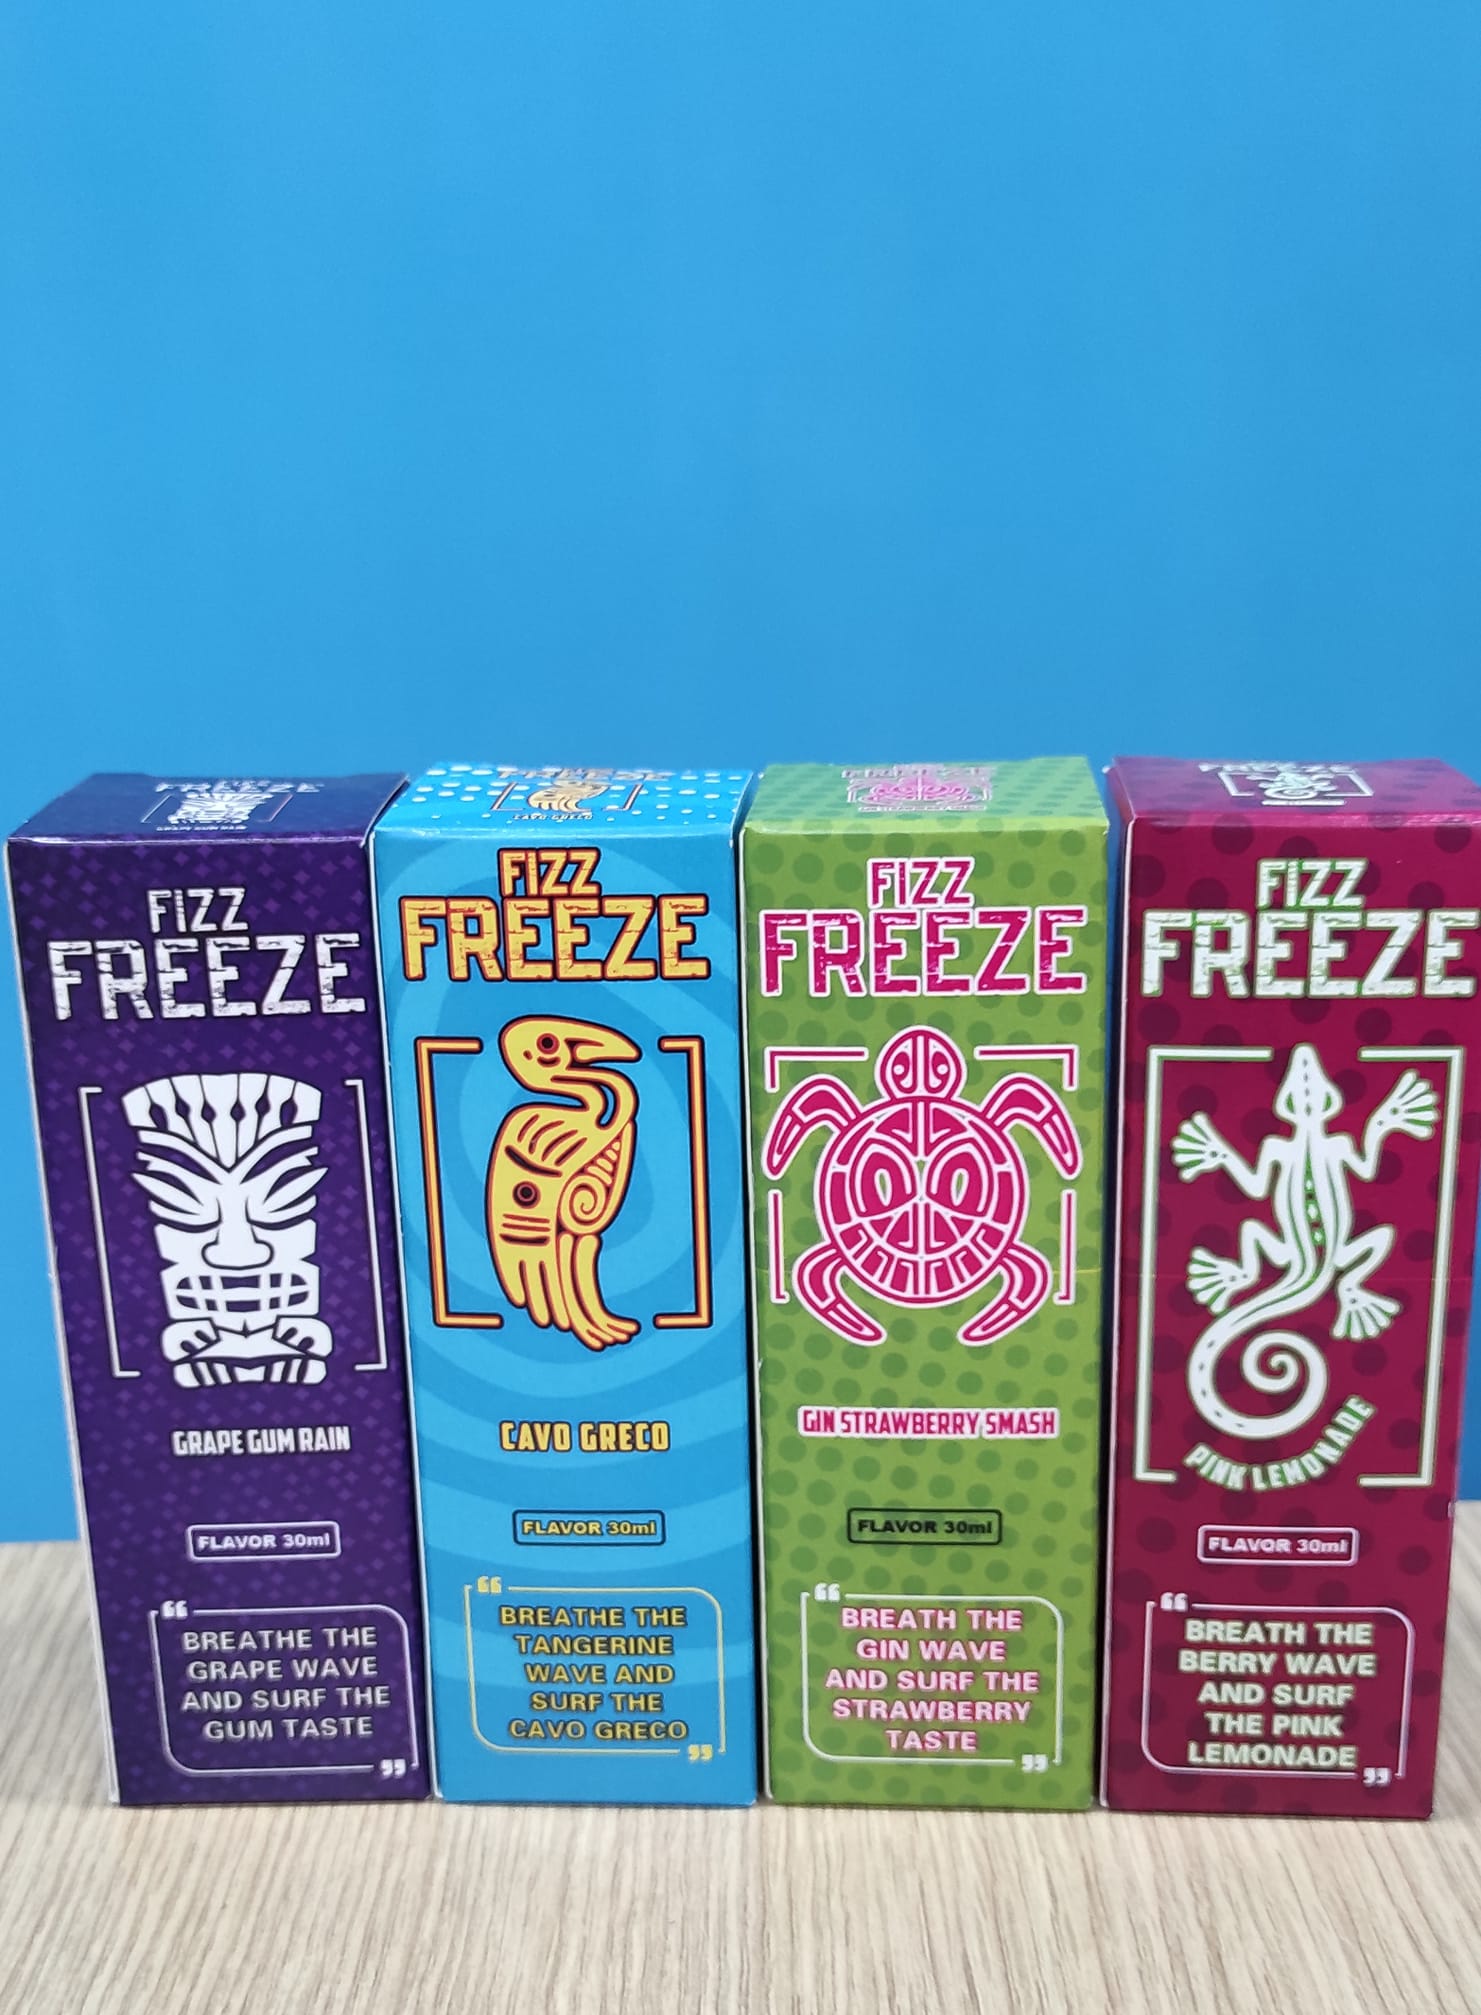 FIZZ
FREEZE
GRAPE GUM RAIN
FLAVOR 30ml
“
BREATHE THE
GRAPE WAVE
AND SURF THE
GUM TASTE
”
FREEZE
CAVO GRECO
FIZZ
FREEZE
CAVO GRECO
FLAVOR 30ml
“
BREATHE THE
TANGERINE
WAVE AND
SURF THE
CAVO GRECO
”
FIZZ
FREEZE
GIN STRAWBERRY SMASH
FLAVOR 30ml
“
BREATH THE
GIN WAVE
AND SURF THE
STRAWBERRY
TASTE
”
FIZZ
FREEZE
PINK LEMONADE
FLAVOR 30ml
“
BREATH THE
BERRY WAVE
AND SURF
THE PINK
LEMONADE
”